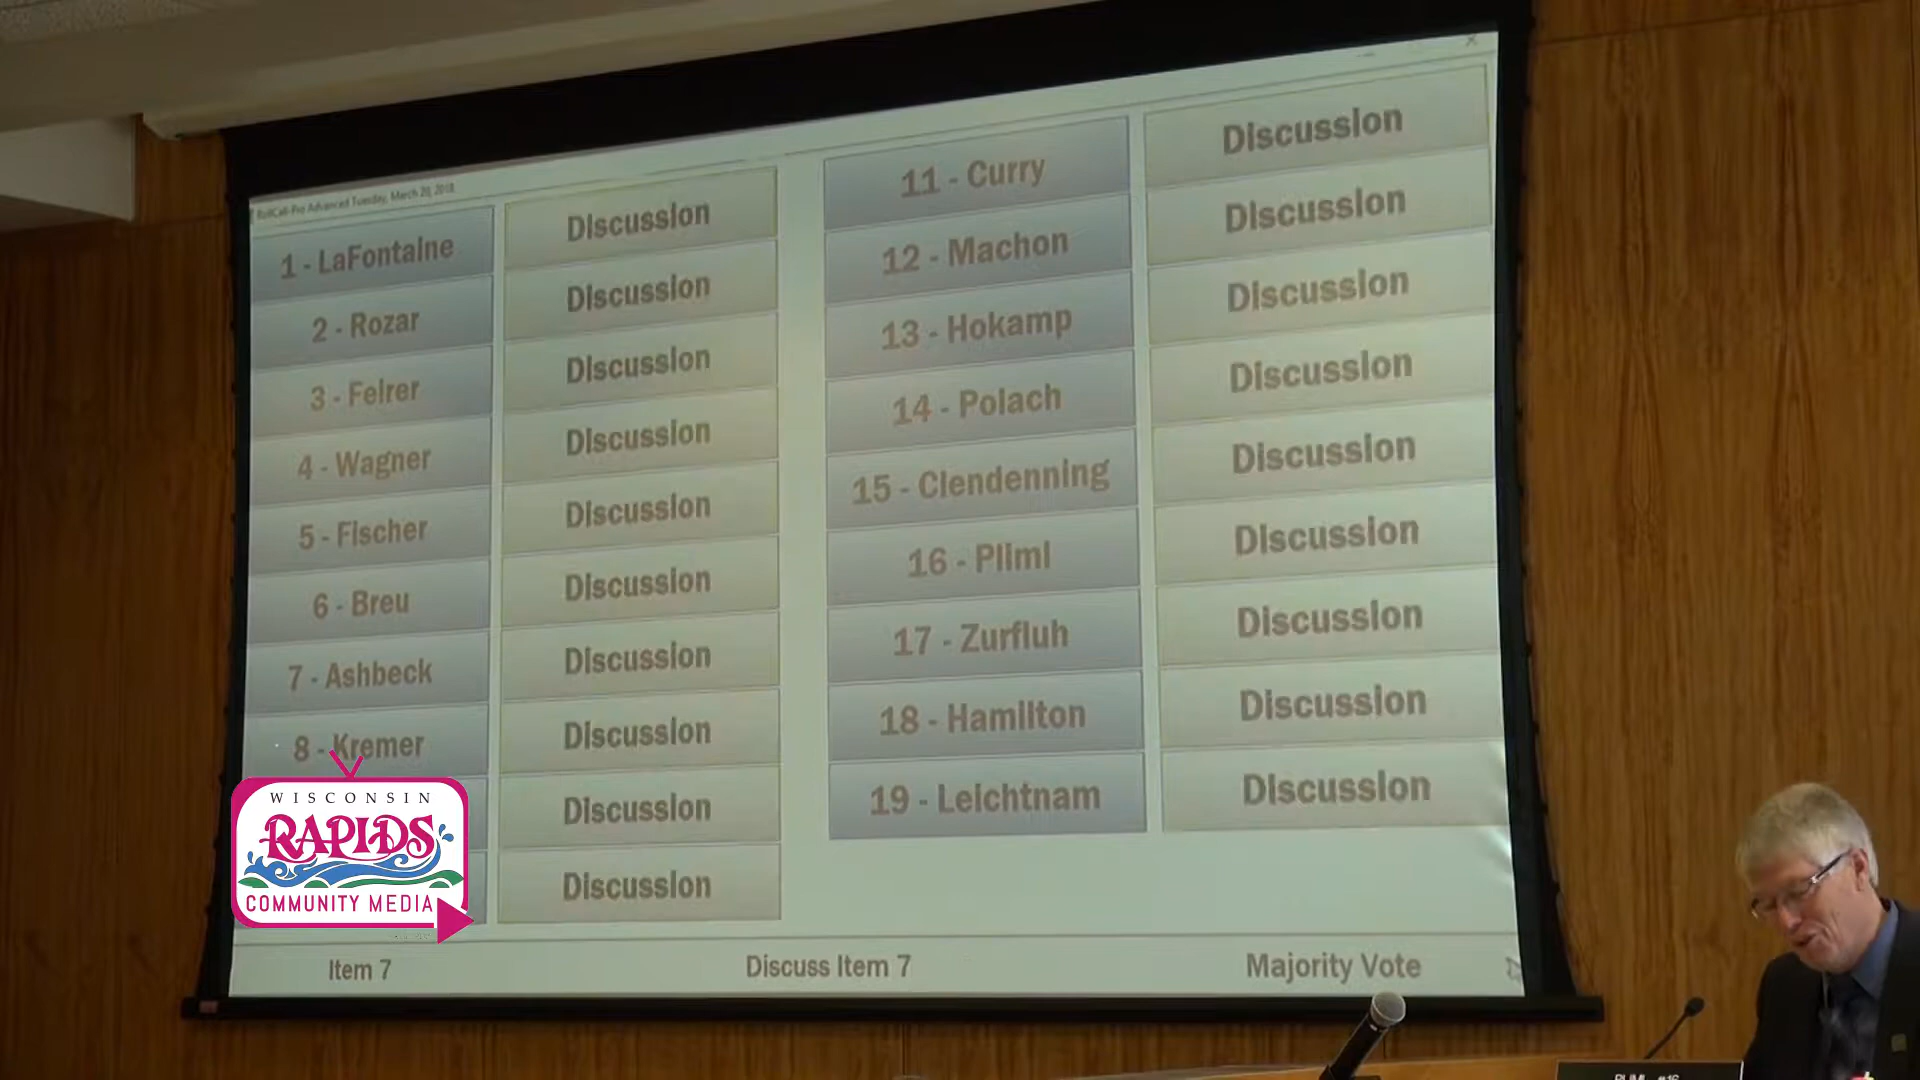 RollCall-Pro Advanced Tuesday, March 20, 2018
1 - LaFontaine Discussion
2 - Rozar Discussion
3 - Feirer Discussion
4 - Wagner Discussion
5 - Fischer Discussion
6 - Breu Discussion
7 - Ashbeck Discussion
8 - Kremer Discussion
Discussion
Discussion
11 - Curry Discussion
12 - Machon Discussion
13 - Hokamp Discussion
14 - Polach Discussion
15 - Clendenning Discussion
16 - Pliml Discussion
17 - Zurfluh Discussion
18 - Hamilton Discussion
19 - Leichtnam Discussion
Item 7 Discuss Item 7 Majority Vote
WISCONSIN
RAPIDS
COMMUNITY MEDIA